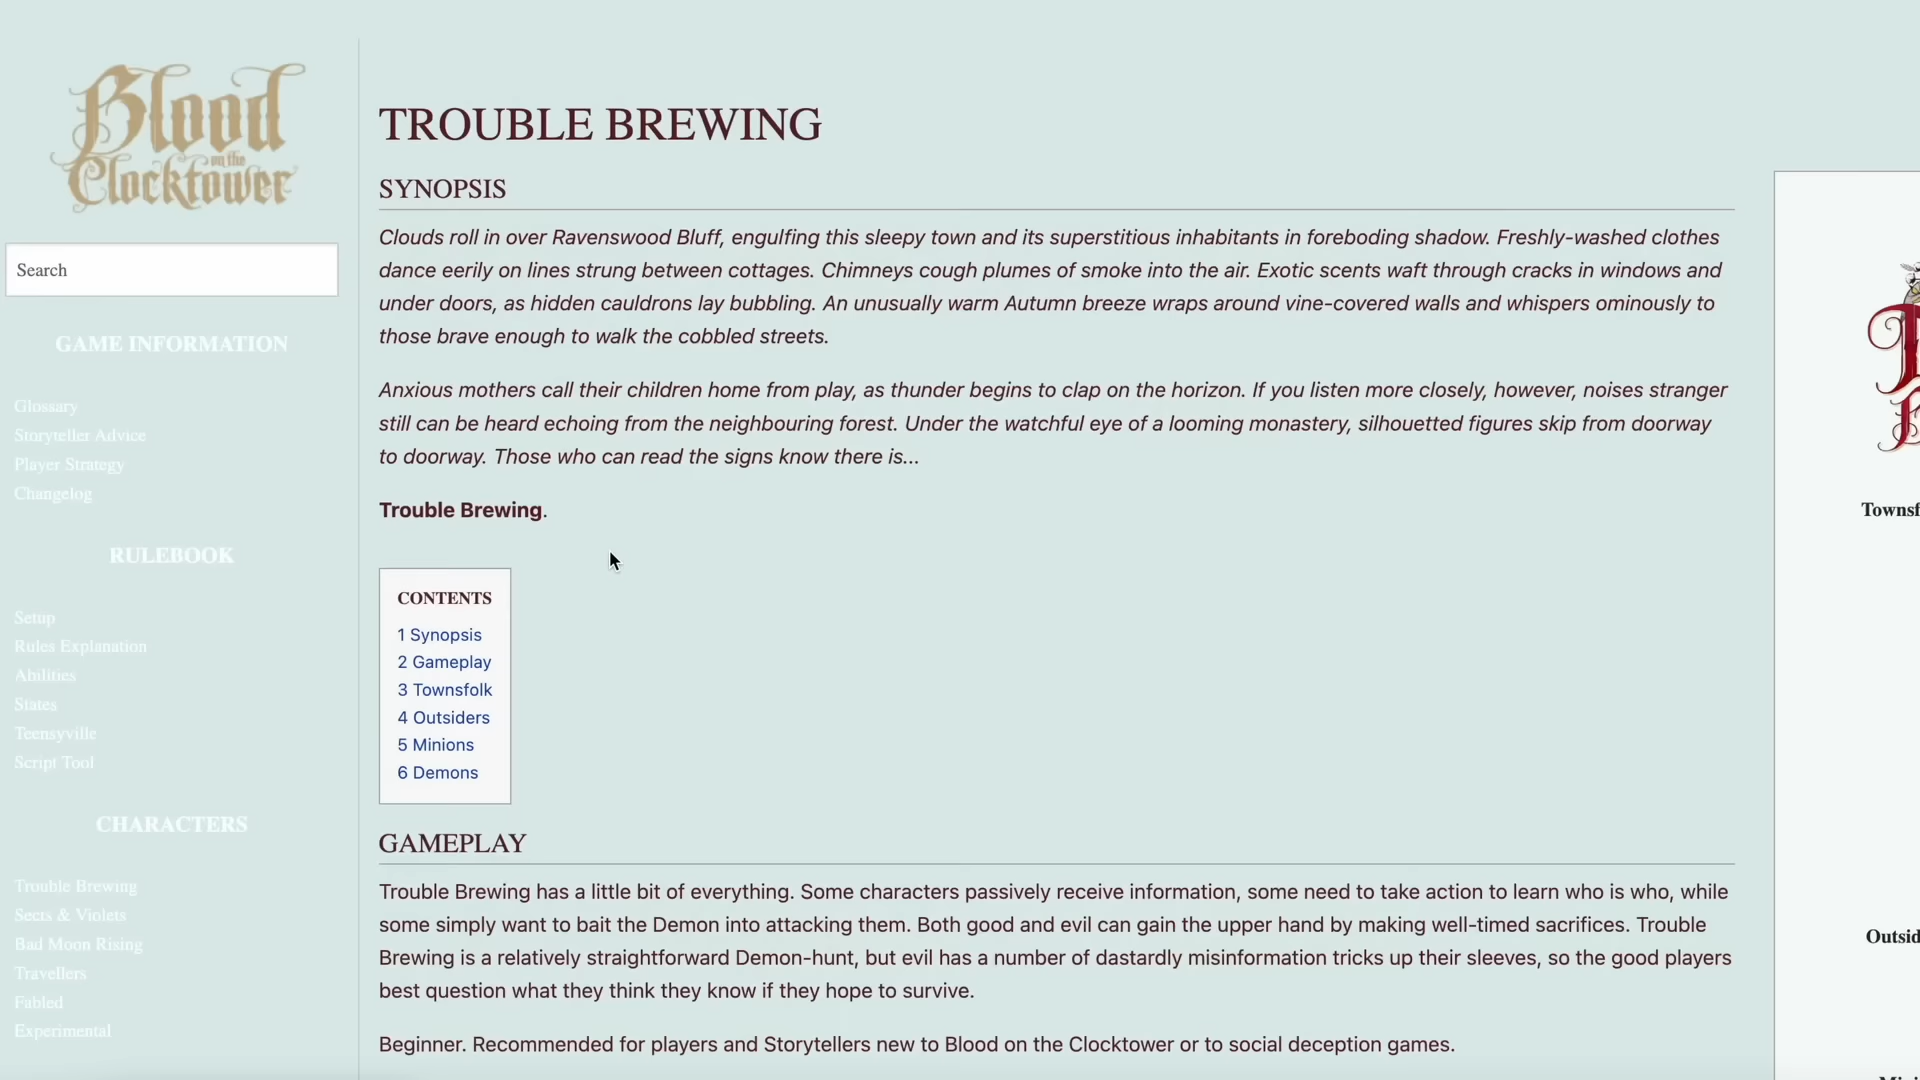 Blood
on the
Clocktower
Search
GAME INFORMATION
Glossary
Storyteller Advice
Player Strategy
Changelog
RULEBOOK
Setup
Rules Explanation
Abilities
States
Teensyville
Script Tool
CHARACTERS
Trouble Brewing
Sects & Violets
Bad Moon Rising
Travellers
Fabled
Experimental
TROUBLE BREWING
SYNOPSIS
Clouds roll in over Ravenswood Bluff, engulfing this sleepy town and its superstitious inhabitants in foreboding shadow. Freshly-washed clothes
dance eerily on lines strung between cottages. Chimneys cough plumes of smoke into the air. Exotic scents waft through cracks in windows and
under doors, as hidden cauldrons lay bubbling. An unusually warm Autumn breeze wraps around vine-covered walls and whispers ominously to
those brave enough to walk the cobbled streets.
Anxious mothers call their children home from play, as thunder begins to clap on the horizon. If you listen more closely, however, noises stranger
still can be heard echoing from the neighbouring forest. Under the watchful eye of a looming monastery, silhouetted figures skip from doorway
to doorway. Those who can read the signs know there is...
Trouble Brewing.
CONTENTS
1 Synopsis
2 Gameplay
3 Townsfolk
4 Outsiders
5 Minions
6 Demons
GAMEPLAY
Trouble Brewing has a little bit of everything. Some characters passively receive information, some need to take action to learn who is who, while
some simply want to bait the Demon into attacking them. Both good and evil can gain the upper hand by making well-timed sacrifices. Trouble
Brewing is a relatively straightforward Demon-hunt, but evil has a number of dastardly misinformation tricks up their sleeves, so the good players
best question what they think they know if they hope to survive.
Beginner. Recommended for players and Storytellers new to Blood on the Clocktower or to social deception games.
Townsf
Outsid